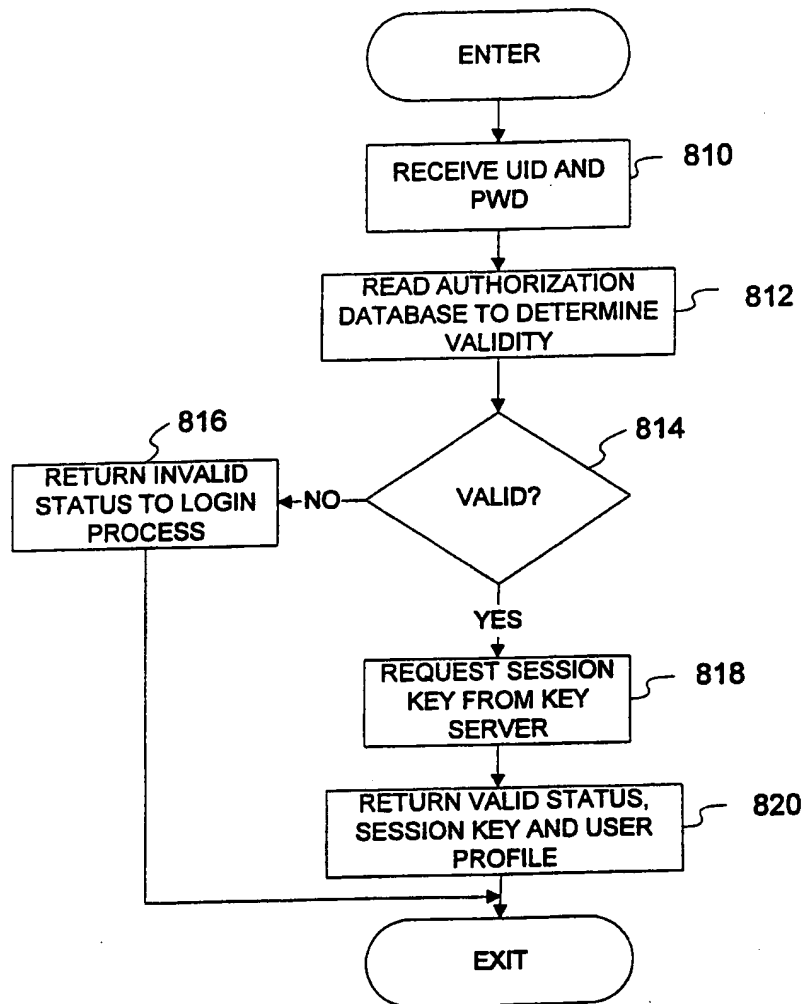 ENTER
RECEIVE UID AND
PWD
810
READ AUTHORIZATION
DATABASE TO DETERMINE
VALIDITY
812
VALID?
814
NO
816
RETURN INVALID
STATUS TO LOGIN
PROCESS
YES
REQUEST SESSION
KEY FROM KEY
SERVER
818
RETURN VALID STATUS,
SESSION KEY AND USER
PROFILE
820
EXIT